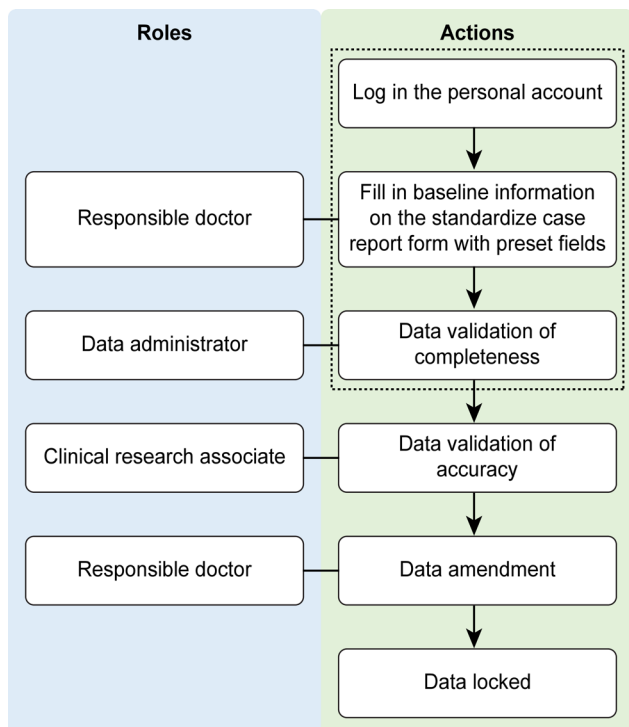 Roles
Actions
Log in the personal account
Responsible doctor
Fill in baseline information
on the standardize case
report form with preset fields
Data administrator
Data validation of
completeness
Clinical research associate
Data validation of
accuracy
Responsible doctor
Data amendment
Data locked